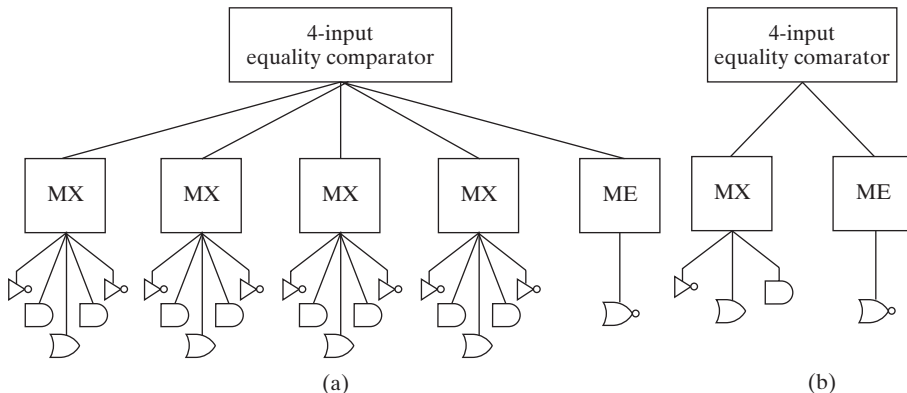 4-input
equality comparator
4-input
equality comarator
MX
MX
MX
MX
ME
MX
ME
(a)
(b)